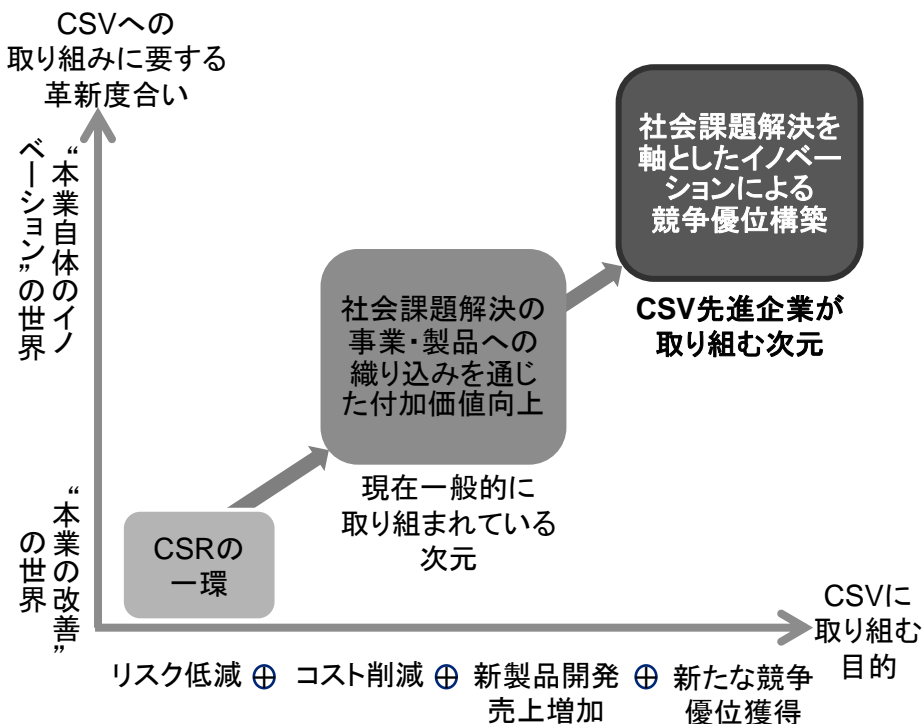 CSVへの
取り組みに要する
革新度合い
“本業自体のイノ
ベーション”の世界
“本業の改善”
の世界
社会課題解決を
軸としたイノベー
ションによる
競争優位構築
CSV先進企業が
取り組む次元
社会課題解決の
事業・製品への
織り込みを通じ
た付加価値向上
現在一般的に
取り組まれている
次元
CSRの
一環
CSVに
取り組む
目的
リスク低減 ⊕ コスト削減 ⊕ 新製品開発 ⊕ 新たな競争
売上増加 優位獲得